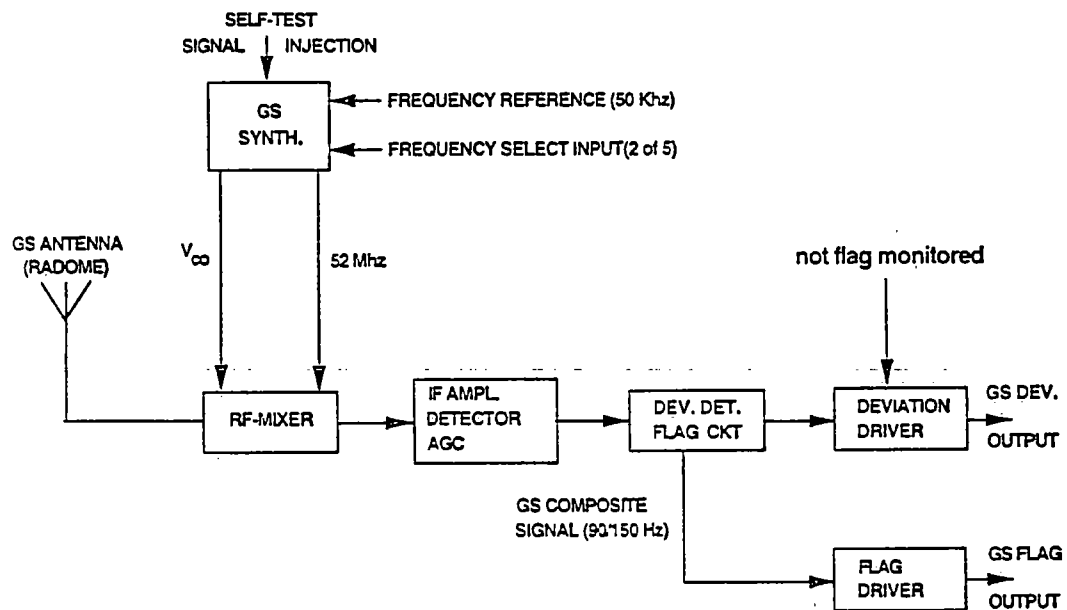 SELF-TEST
SIGNAL INJECTION
GS
SYNTH.
FREQUENCY REFERENCE (50 Khz)
FREQUENCY SELECT INPUT(2 of 5)
GS ANTENNA
(RADOME)
V∞
52 Mhz
not flag monitored
RF-MIXER
IF AMPL.
DETECTOR
AGC
DEV. DET.
FLAG CKT
DEVIATION
DRIVER
GS DEV.
OUTPUT
GS COMPOSITE
SIGNAL (90/150 Hz)
FLAG
DRIVER
GS FLAG
OUTPUT